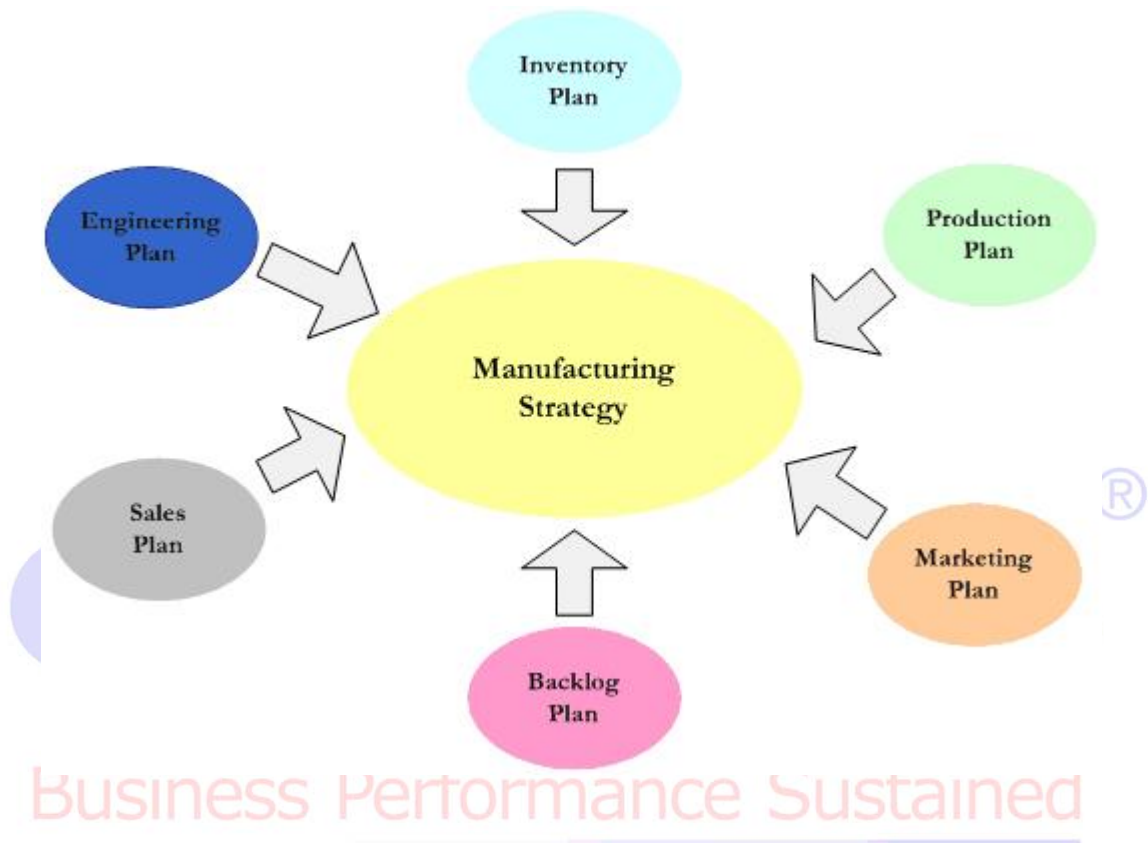 Inventory
Plan
Engineering
Plan
Production
Plan
Manufacturing
Strategy
Sales
Plan
®
Marketing
Plan
Backlog
Plan
Business Performance Sustained